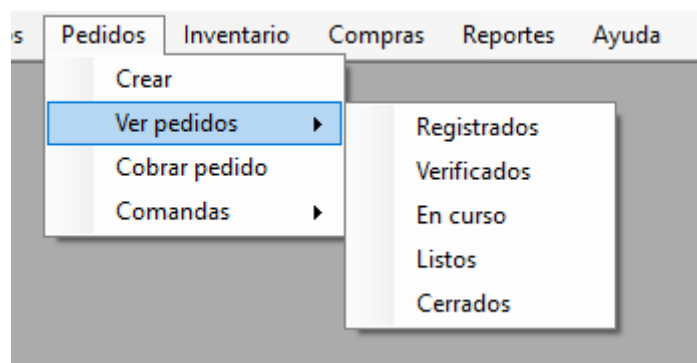 s Pedidos Inventario Compras Reportes Ayuda
Crear
Ver pedidos
Cobrar pedido
Comandas
Registrados
Verificados
En curso
Listos
Cerrados